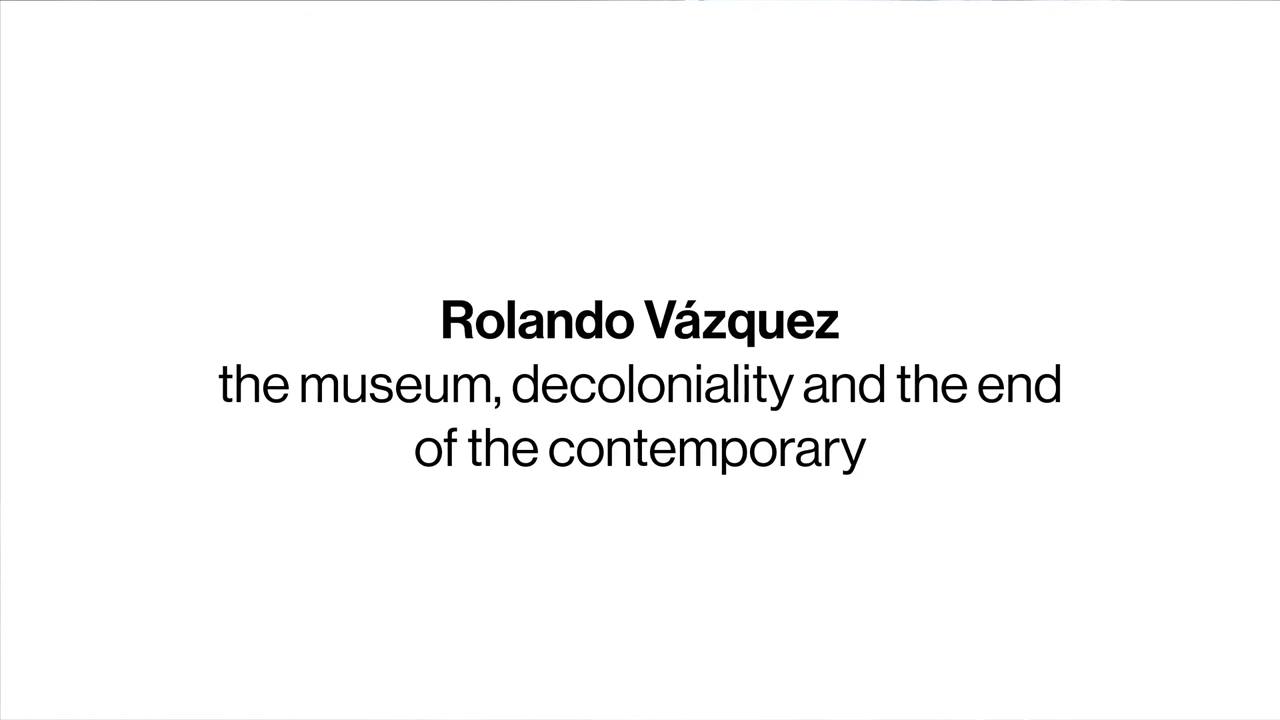 Rolando Vázquez
the museum, decoloniality and the end
of the contemporary